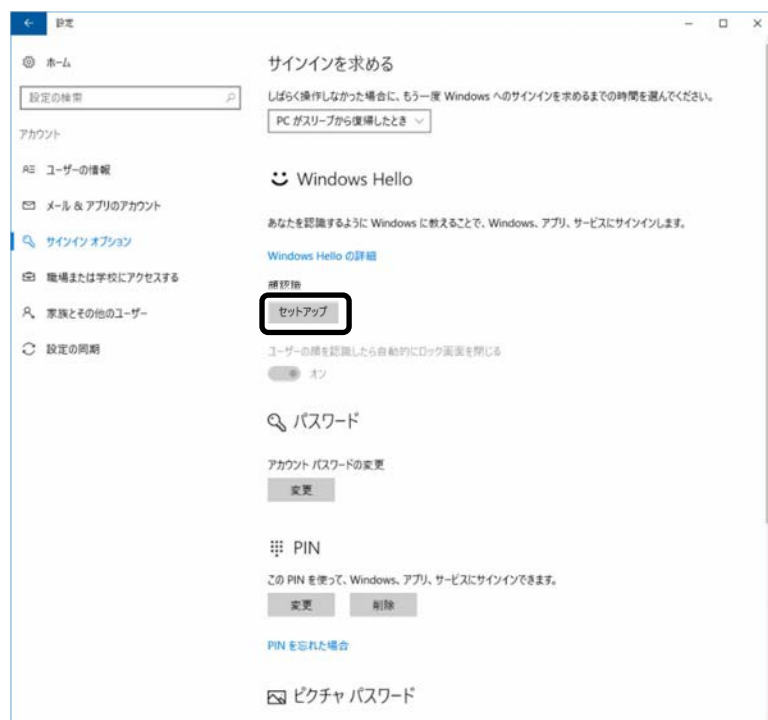 設定
ホーム
設定の検索
アカウント
ユーザーの情報
メール & アプリのアカウント
サインイン オプション
職場または学校にアクセスする
家族とその他のユーザー
設定の同期
サインインを求める
しばらく操作しなかった場合に、もう一度 Windows へのサインインを求めるまでの時間を選んでください。
PC がスリープから復帰したとき
Windows Hello
あなたを認識するように Windows に教えることで、Windows、アプリ、サービスにサインインします。
Windows Hello の詳細
顔認識
セットアップ
ユーザーの顔を認識したら自動的にロック画面を閉じる
オン
パスワード
アカウント パスワードの変更
変更
PIN
この PIN を使って、Windows、アプリ、サービスにサインインできます。
変更 削除
PIN を忘れた場合
ピクチャ パスワード